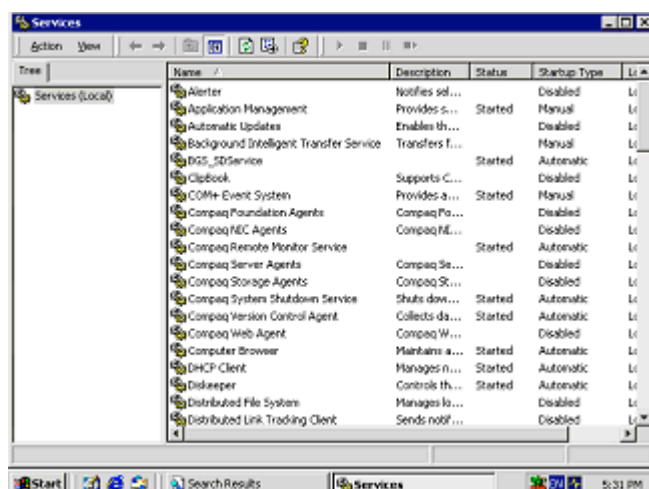 Services
Action View
Tree
Services (Local)
Name Description Status Startup Type
Alerter Notifies sel... Disabled
Application Management Provides s... Started Manual
Automatic Updates Enables th... Disabled
Background Intelligent Transfer Service Transfers f... Manual
BGS_SDService Started Automatic
ClipBook Supports C... Disabled
COM+ Event System Provides a... Started Manual
Compaq Foundation Agents Compaq Fo... Disabled
Compaq NIC Agents Compaq NI... Disabled
Compaq Remote Monitor Service Started Automatic
Compaq Server Agents Compaq Se... Disabled
Compaq Storage Agents Compaq St... Disabled
Compaq System Shutdown Service Shuts dow... Started Automatic
Compaq Version Control Agent Collects da... Started Automatic
Compaq Web Agent Compaq W... Disabled
Computer Browser Maintains a... Started Automatic
DHCP Client Manages n... Started Automatic
Diskeeper Controls th... Started Automatic
Distributed File System Manages lo... Disabled
Distributed Link Tracking Client Sends notif... Disabled
Start Search Results Services 5:31 PM